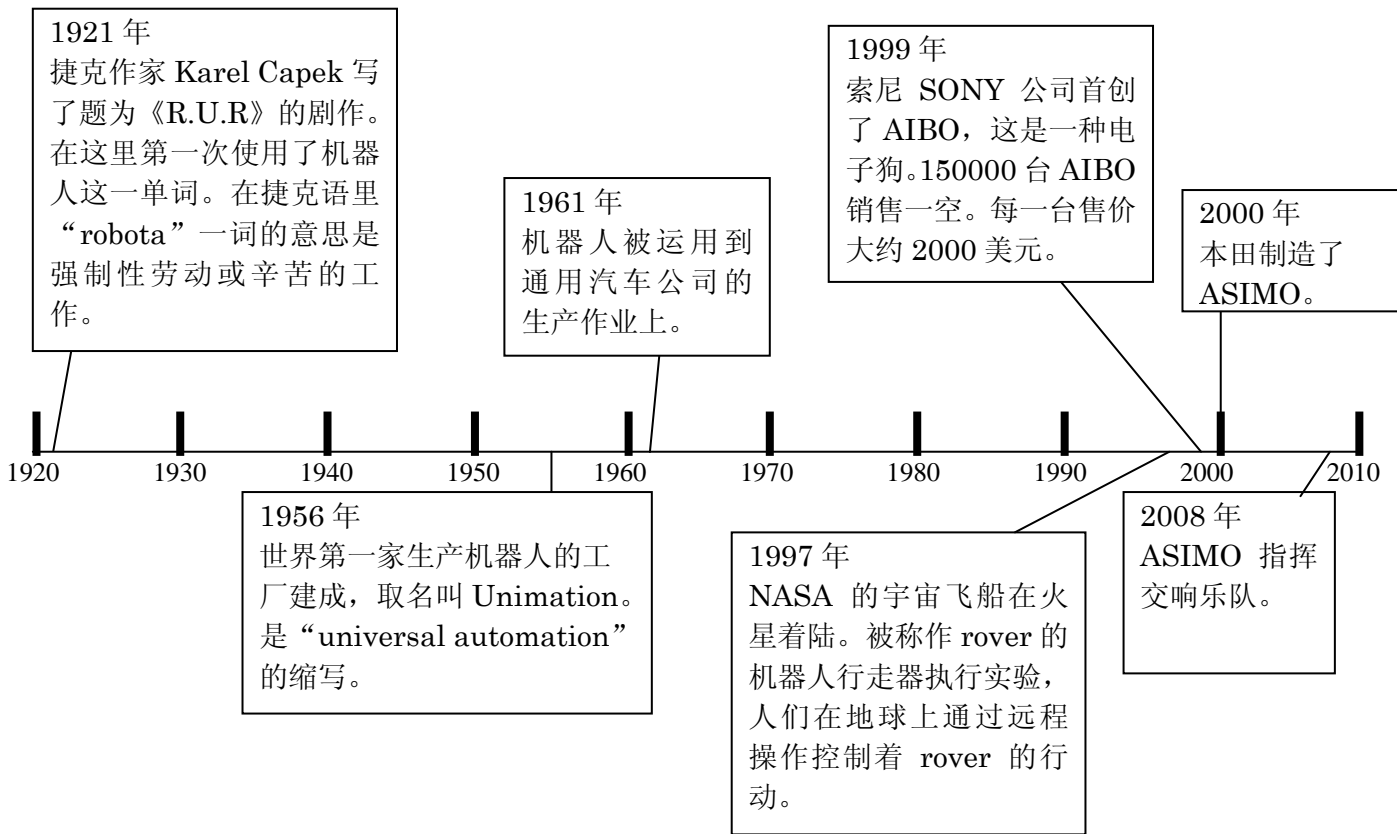 1921 年
捷克作家 Karel Capek 写
了题为《R.U.R》的剧作。
在这里第一次使用了机器
人这一单词。在捷克语里
“robota”一词的意思是
强制性劳动或辛苦的工
作。
1961 年
机器人被运用到
通用汽车公司的
生产作业上。
1999 年
索尼 SONY 公司首创
了 AIBO，这是一种电
子狗。150000 台 AIBO
销售一空。每一台售价
大约 2000 美元。
2000 年
本田制造了
ASIMO。
1920 1930 1940 1950 1960 1970 1980 1990 2000 2010
1956 年
世界第一家生产机器人的工
厂建成，取名叫 Unimation。
是“universal automation”
的缩写。
1997 年
NASA 的宇宙飞船在火
星着陆。被称作 rover 的
机器人行走器执行实验，
人们在地球上通过远程
操作控制着 rover 的行
动。
2008 年
ASIMO 指挥
交响乐队。